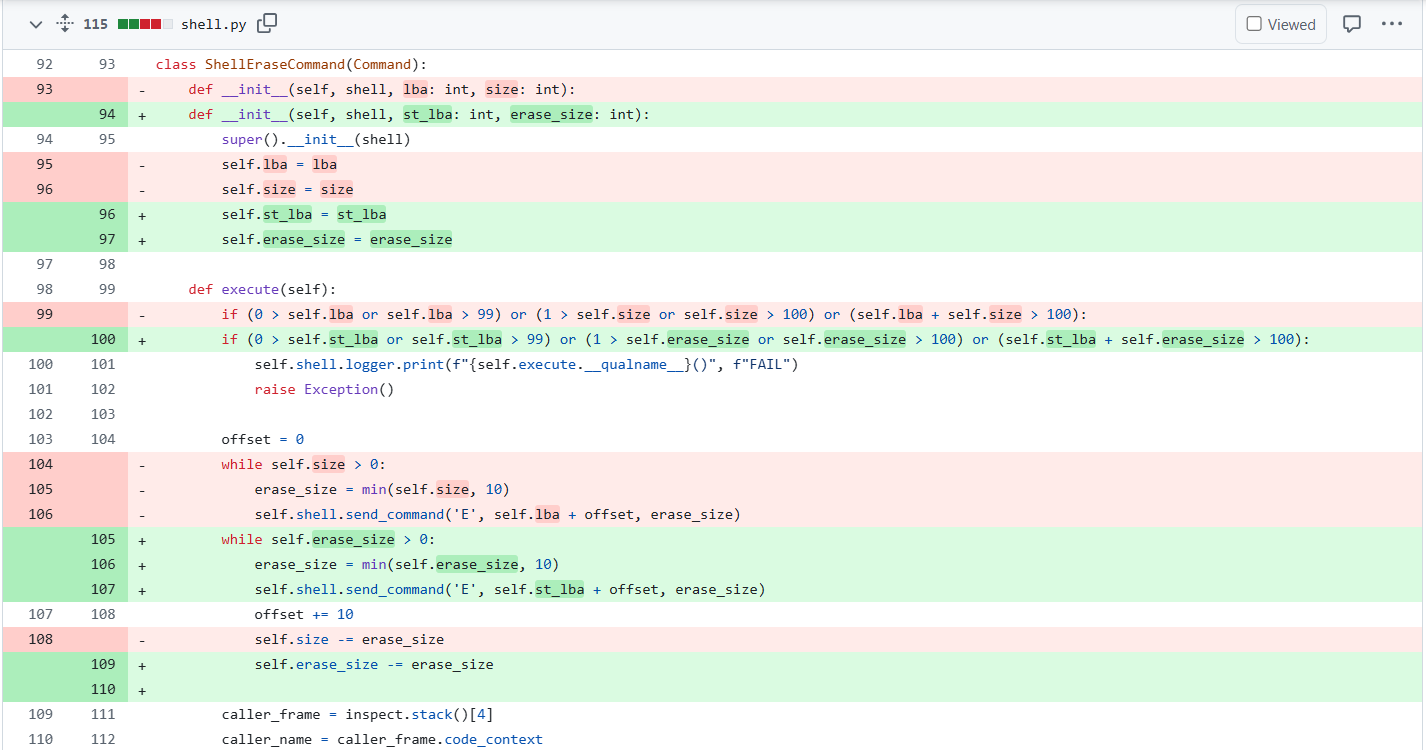 115 shell.py Viewed
92 93 class ShellEraseCommand(Command):
93 - def __init__(self, shell, lba: int, size: int):
94 + def __init__(self, shell, st_lba: int, erase_size: int):
94 95 super().__init__(shell)
95 - self.lba = lba
96 - self.size = size
96 + self.st_lba = st_lba
97 + self.erase_size = erase_size
97 98
98 99 def execute(self):
99 - if (0 > self.lba or self.lba > 99) or (1 > self.size or self.size > 100) or (self.lba + self.size > 100):
100 + if (0 > self.st_lba or self.st_lba > 99) or (1 > self.erase_size or self.erase_size > 100) or (self.st_lba + self.erase_size > 100):
100 101 self.shell.logger.print(f"{self.execute.__qualname__}()", f"FAIL")
101 102 raise Exception()
102 103
103 104 offset = 0
104 - while self.size > 0:
105 - erase_size = min(self.size, 10)
106 - self.shell.send_command('E', self.lba + offset, erase_size)
105 + while self.erase_size > 0:
106 + erase_size = min(self.erase_size, 10)
107 + self.shell.send_command('E', self.st_lba + offset, erase_size)
107 108 offset += 10
108 - self.size -= erase_size
109 + self.erase_size -= erase_size
110 +
109 111 caller_frame = inspect.stack()[4]
110 112 caller_name = caller_frame.code_context